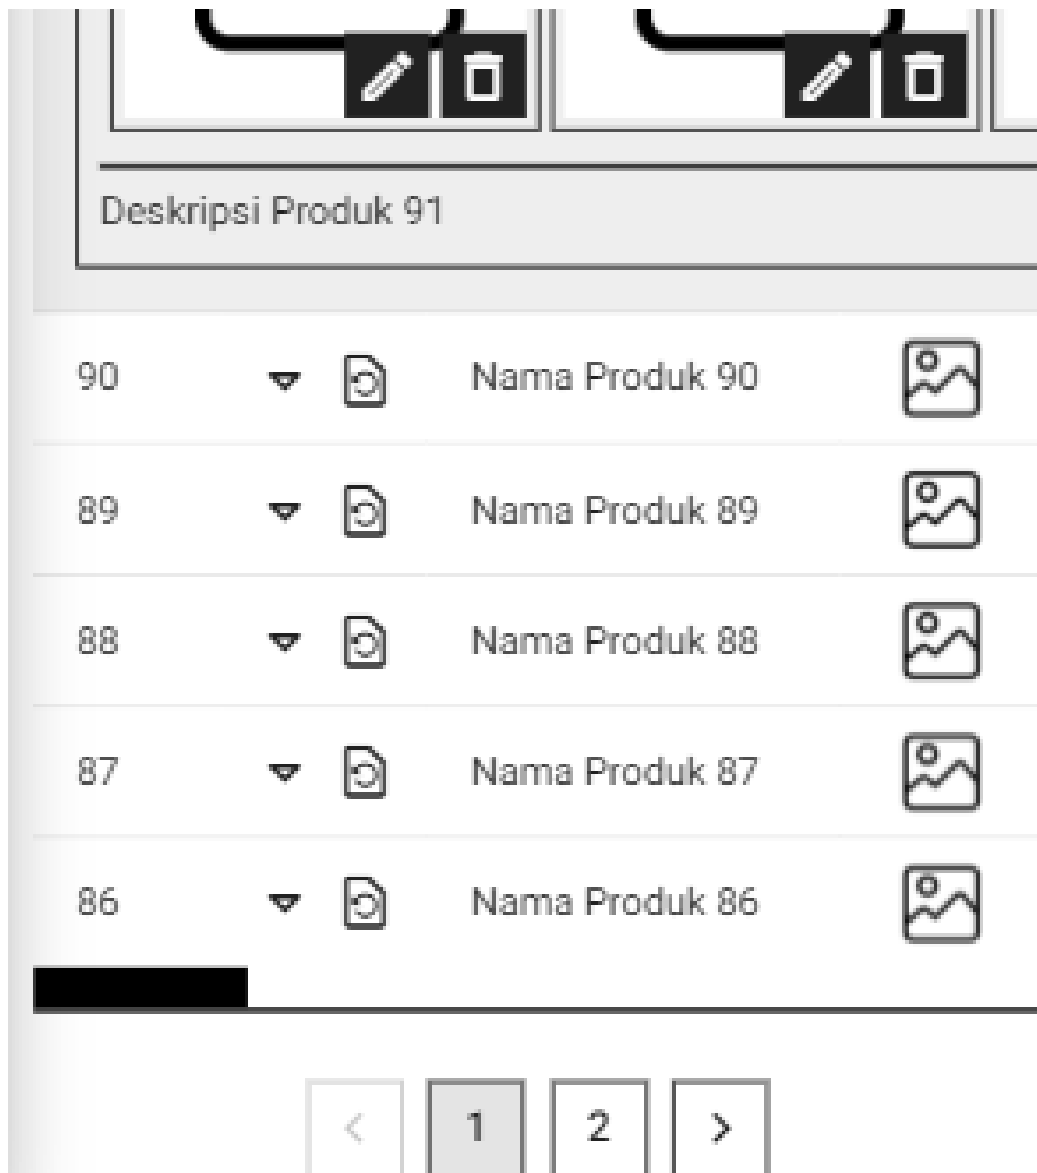 Deskripsi Produk 91
90 Nama Produk 90
89 Nama Produk 89
88 Nama Produk 88
87 Nama Produk 87
86 Nama Produk 86
< 1 2 >